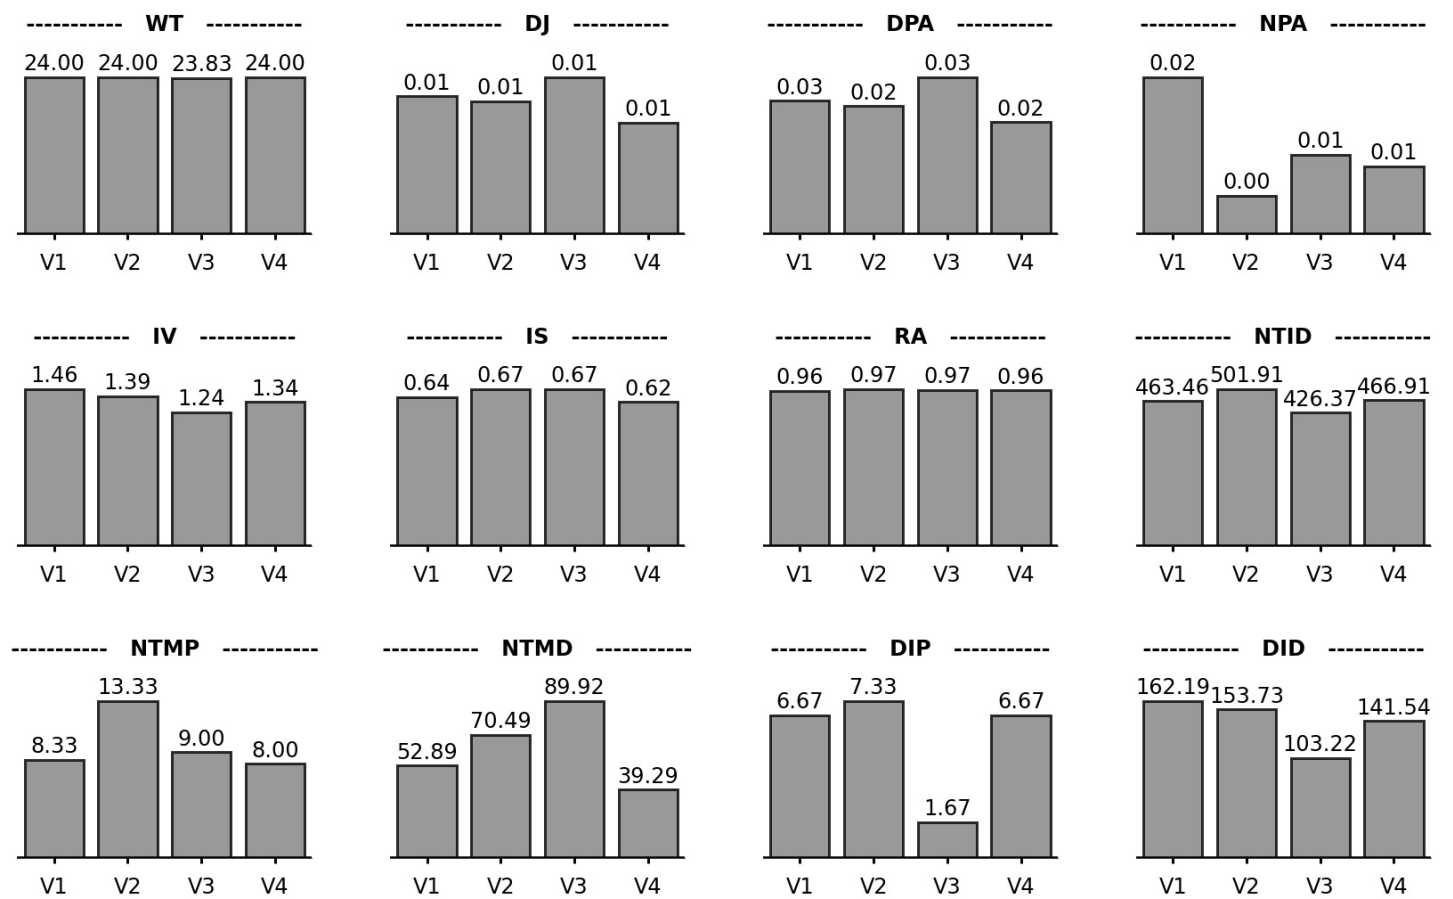 ---------- WT ----------
24.00 24.00 23.83 24.00
V1 V2 V3 V4
---------- DJ ----------
0.01 0.01 0.01 0.01
V1 V2 V3 V4
---------- DPA ----------
0.03 0.02 0.03 0.02
V1 V2 V3 V4
---------- NPA ----------
0.02 0.00 0.01 0.01
V1 V2 V3 V4
---------- IV ----------
1.46 1.39 1.24 1.34
V1 V2 V3 V4
---------- IS ----------
0.64 0.67 0.67 0.62
V1 V2 V3 V4
---------- RA ----------
0.96 0.97 0.97 0.96
V1 V2 V3 V4
---------- NTID ----------
463.46 501.91 426.37 466.91
V1 V2 V3 V4
---------- NTMP ----------
8.33 13.33 9.00 8.00
V1 V2 V3 V4
---------- NTMD ----------
52.89 70.49 89.92 39.29
V1 V2 V3 V4
---------- DIP ----------
6.67 7.33 1.67 6.67
V1 V2 V3 V4
---------- DID ----------
162.19 153.73 103.22 141.54
V1 V2 V3 V4